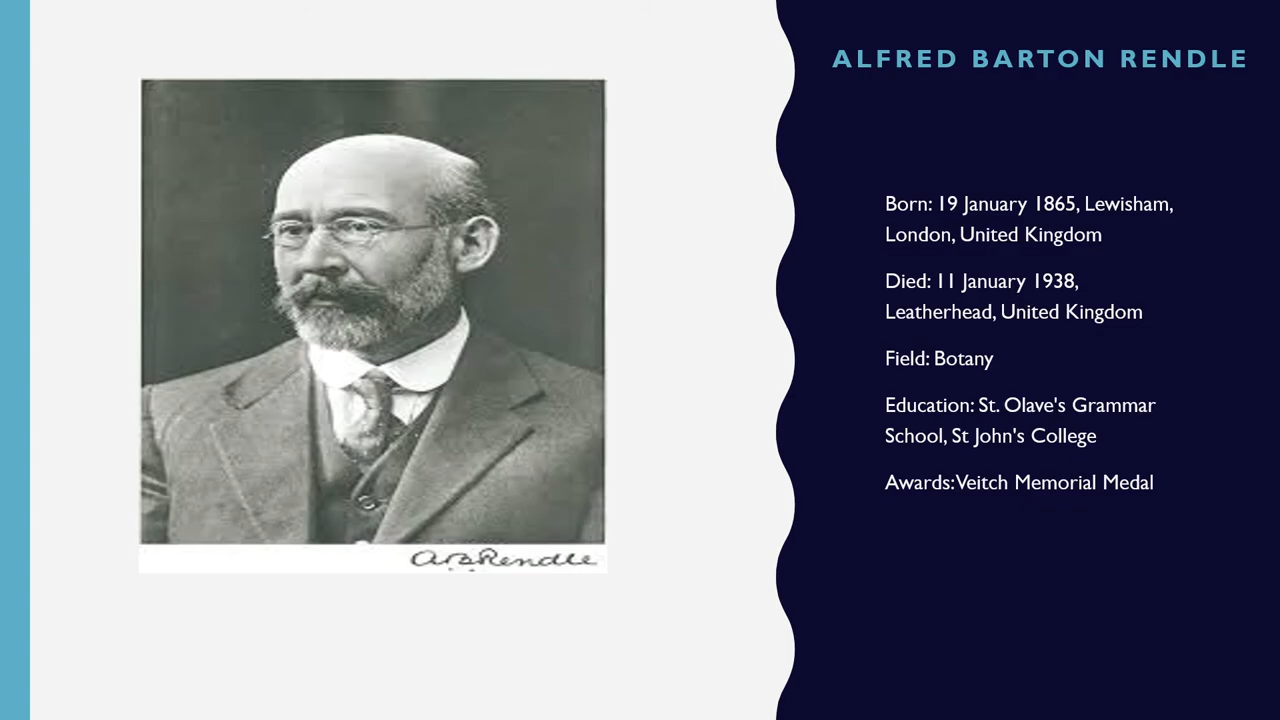 ALFRED BARTON RENDLE
Born: 19 January 1865, Lewisham,
London, United Kingdom
Died: 11 January 1938,
Leatherhead, United Kingdom
Field: Botany
Education: St. Olave's Grammar
School, St John's College
Awards:Veitch Memorial Medal
A.B.Rendle